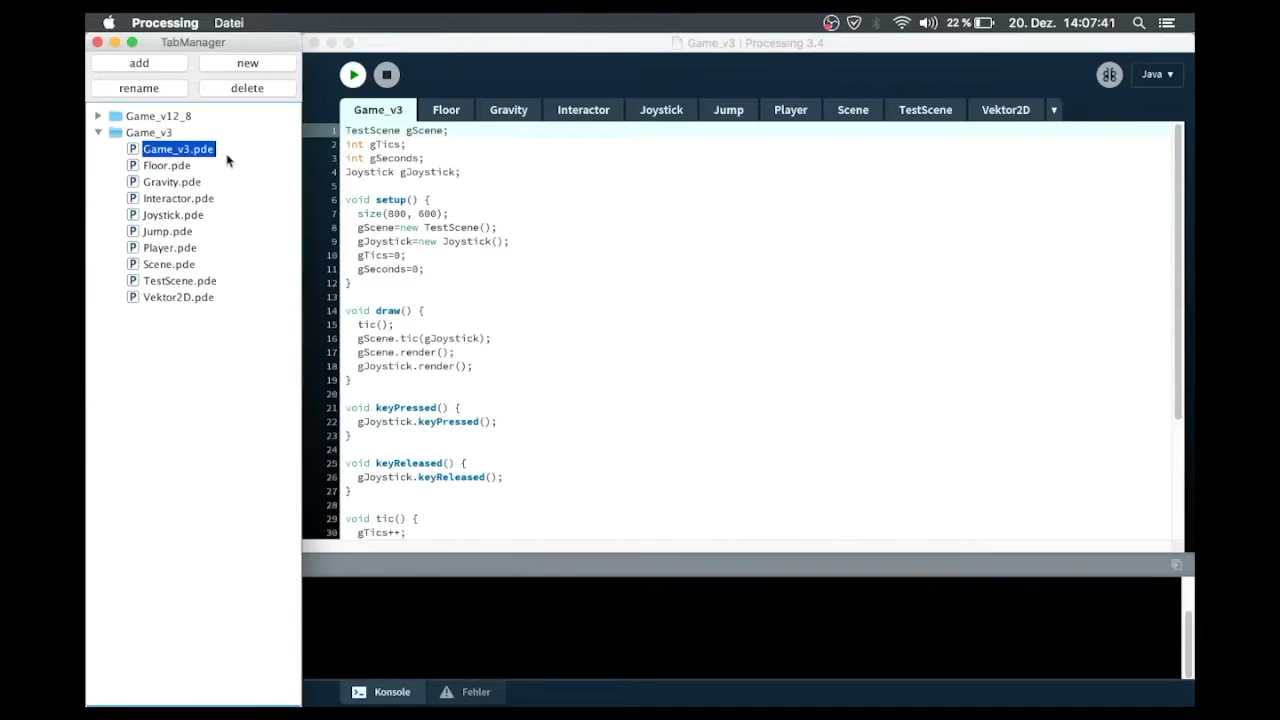 Processing Datei 22 % 20. Dez. 14:07:41
TabManager
Game_v3 | Processing 3.4
add new
rename delete
Java ▾
Game_v12_8
Game_v3
Game_v3.pde
Floor.pde
Gravity.pde
Interactor.pde
Joystick.pde
Jump.pde
Player.pde
Scene.pde
TestScene.pde
Vektor2D.pde
Game_v3 Floor Gravity Interactor Joystick Jump Player Scene TestScene Vektor2D ▼
1 TestScene gScene;
2 int gTics;
3 int gSeconds;
4 Joystick gJoystick;
5
6 void setup() {
7 size(800, 600);
8 gScene=new TestScene();
9 gJoystick=new Joystick();
10 gTics=0;
11 gSeconds=0;
12 }
13
14 void draw() {
15 tic();
16 gScene.tic(gJoystick);
17 gScene.render();
18 gJoystick.render();
19 }
20
21 void keyPressed() {
22 gJoystick.keyPressed();
23 }
24
25 void keyReleased() {
26 gJoystick.keyReleased();
27 }
28
29 void tic() {
30 gTics++;
Konsole Fehler